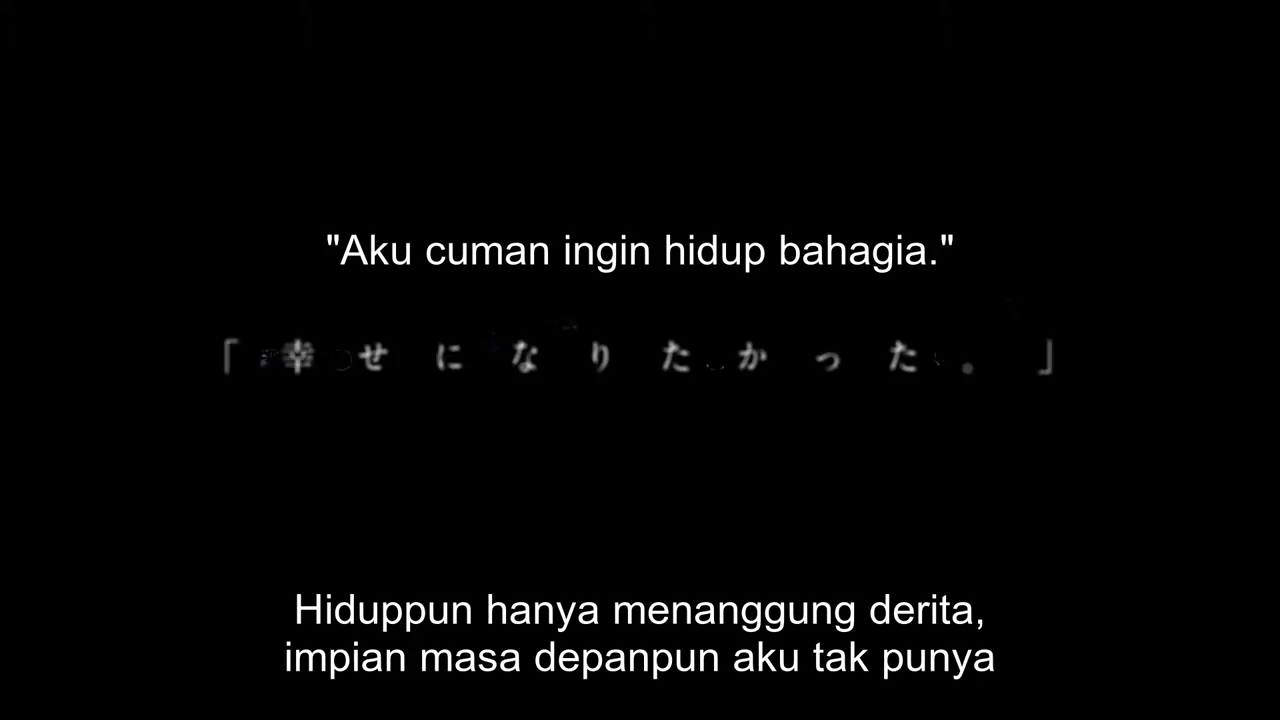 "Aku cuman ingin hidup bahagia."
「幸せになりたかった。」
Hiduppun hanya menanggung derita,
impian masa depanpun aku tak punya